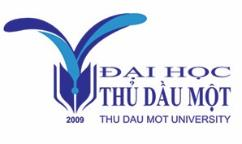 ĐẠI HỌC
THỦ DẦU MỘT
2009
THU DAU MOT UNIVERSITY